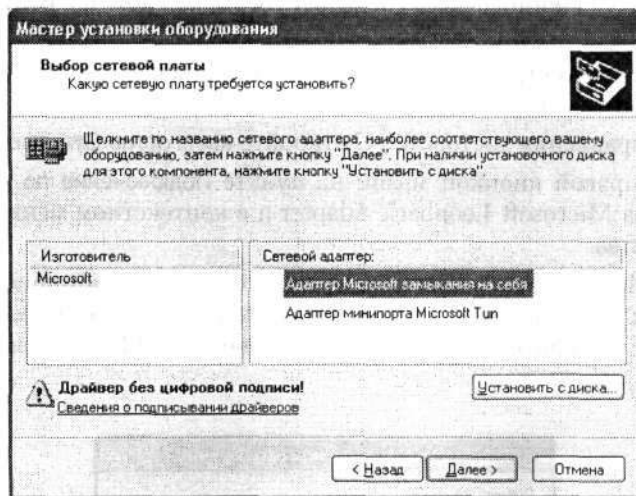 Мастер установки оборудования
Выбор сетевой платы
Какую сетевую плату требуется установить?
Щелкните по названию сетевого адаптера, наиболее соответствующего вашему
оборудованию, затем нажмите кнопку "Далее". При наличии установочного диска
для этого компонента, нажмите кнопку "Установить с диска".
Изготовитель
Microsoft
Сетевой адаптер:
Адаптер Microsoft замыкания на себя
Адаптер минипорта Microsoft Tun
Драйвер без цифровой подписи!
Сведения о подписывании драйверов
Установить с диска...
< Назад
Далее >
Отмена